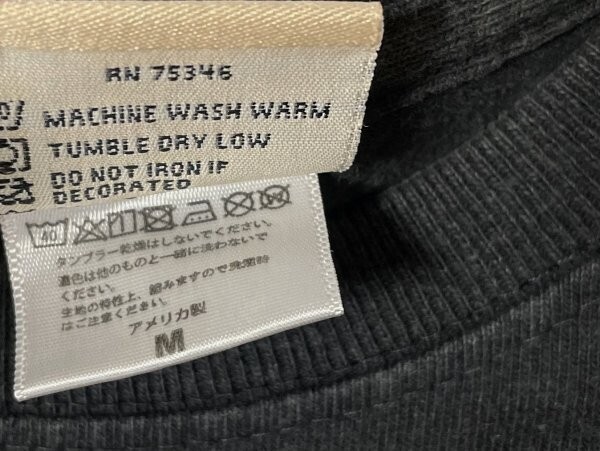 RN 75346
MACHINE WASH WARM
TUMBLE DRY LOW
DO NOT IRON IF
DECORATED
40
タンブラー乾燥はしないでください。
濃色は他のものと一緒に洗わないで
ください。
生地の特性上、縮みますので洗濯時
はご注意ください。
アメリカ製
M